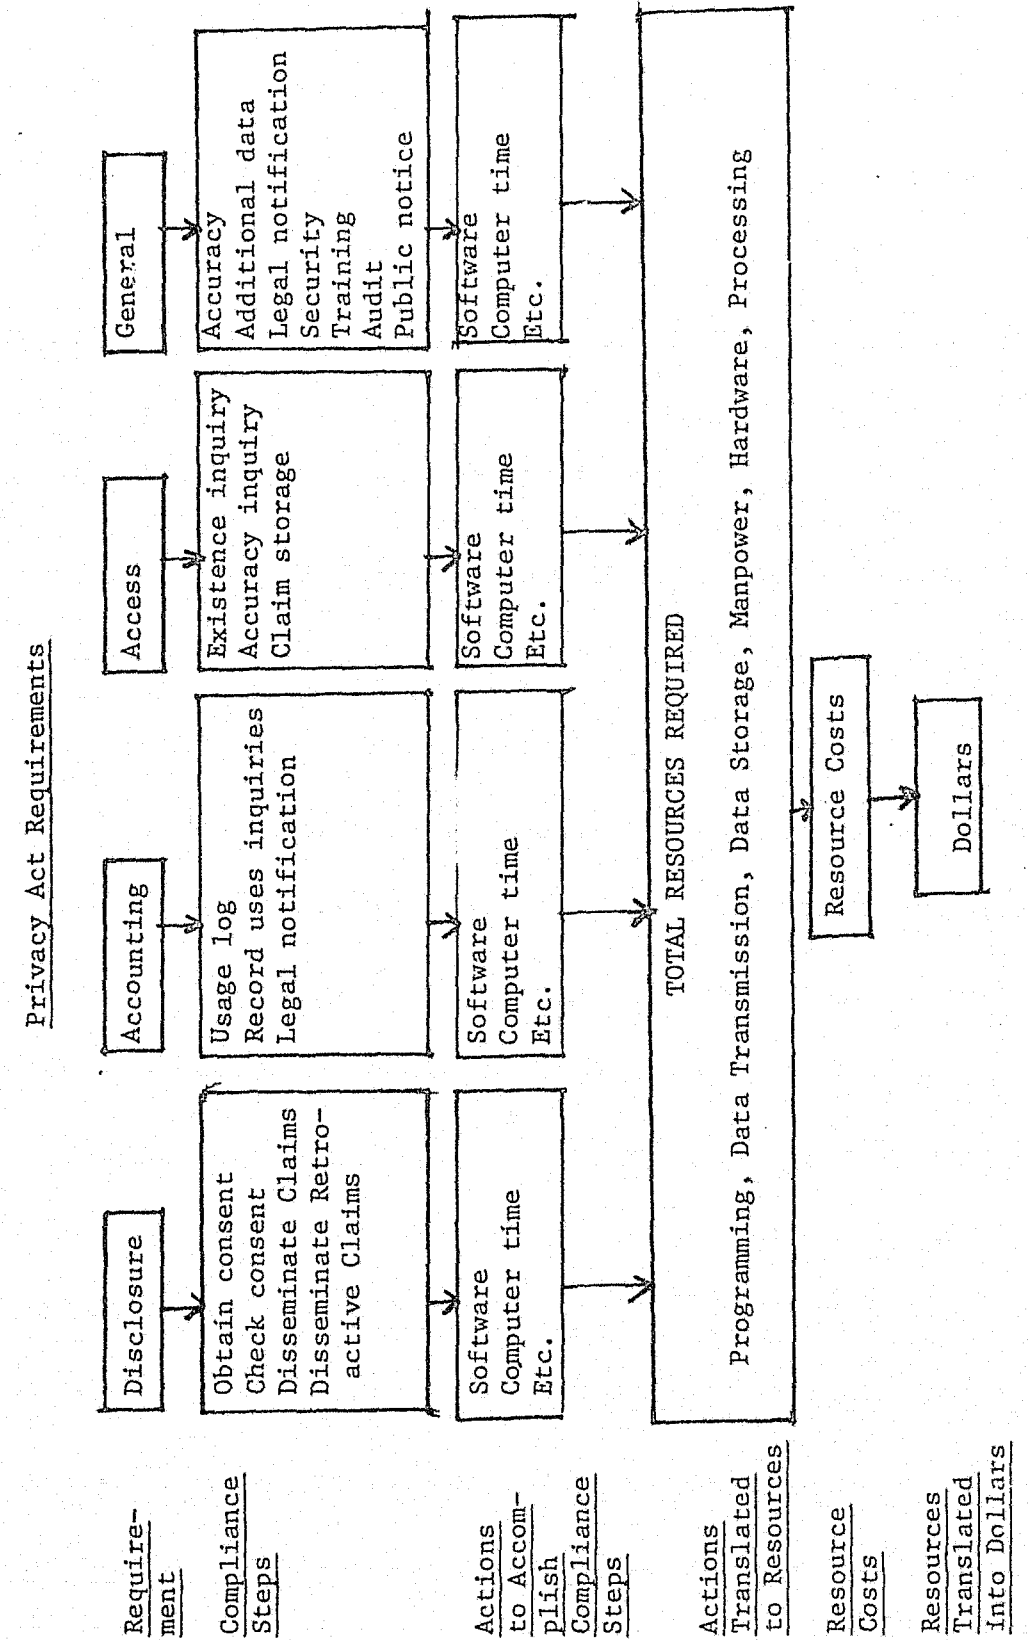 Privacy Act Requirements
Require-
ment
Disclosure
Accounting
Access
General
Compliance
Steps
Obtain consent
Check consent
Disseminate Claims
Disseminate Retro-
active Claims
Usage log
Record uses inquiries
Legal notification
Existence inquiry
Accuracy inquiry
Claim storage
Accuracy
Additional data
Legal notification
Security
Training
Audit
Public notice
Actions
to Accom-
plish
Compliance
Steps
Software
Computer time
Etc.
Software
Computer time
Etc.
Software
Computer time
Etc.
Software
Computer time
Etc.
Actions
Translated
to Resources
TOTAL RESOURCES REQUIRED
Programming, Data Transmission, Data Storage, Manpower, Hardware, Processing
Resource
Costs
Resource Costs
Resources
Translated
into Dollars
Dollars